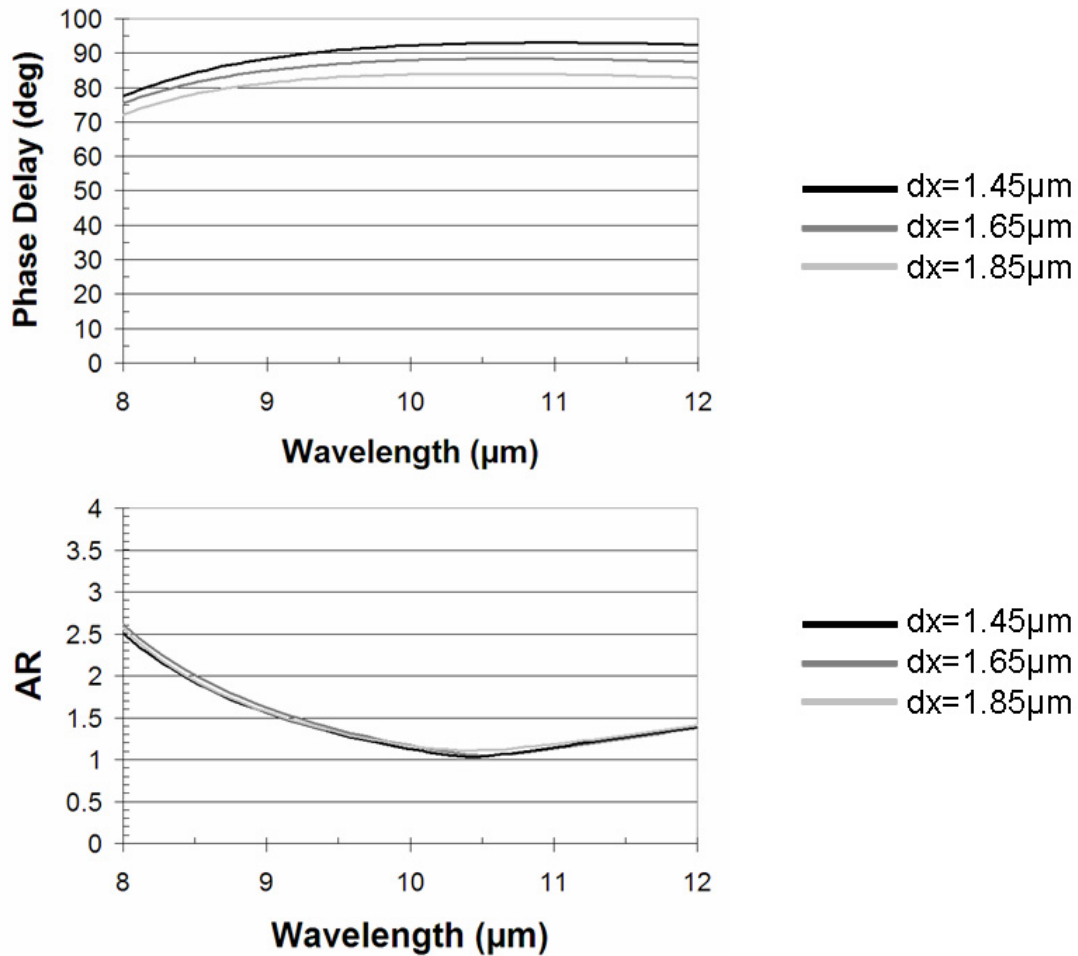 100
90
80
70
60
50
40
30
20
10
0
Phase Delay (deg)
8 9 10 11 12
Wavelength (µm)
dx=1.45µm
dx=1.65µm
dx=1.85µm
4
3.5
3
2.5
2
1.5
1
0.5
0
AR
8 9 10 11 12
Wavelength (µm)
dx=1.45µm
dx=1.65µm
dx=1.85µm